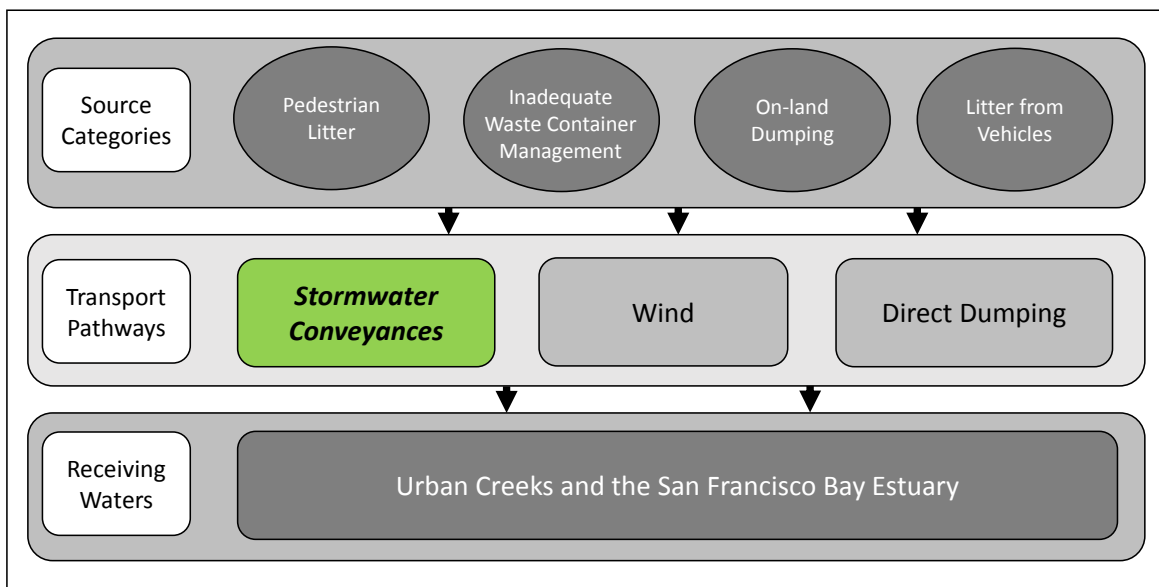 Source
Categories
Pedestrian
Litter
Inadequate
Waste Container
Management
On-land
Dumping
Litter from
Vehicles
Transport
Pathways
Stormwater
Conveyances
Wind
Direct Dumping
Receiving
Waters
Urban Creeks and the San Francisco Bay Estuary